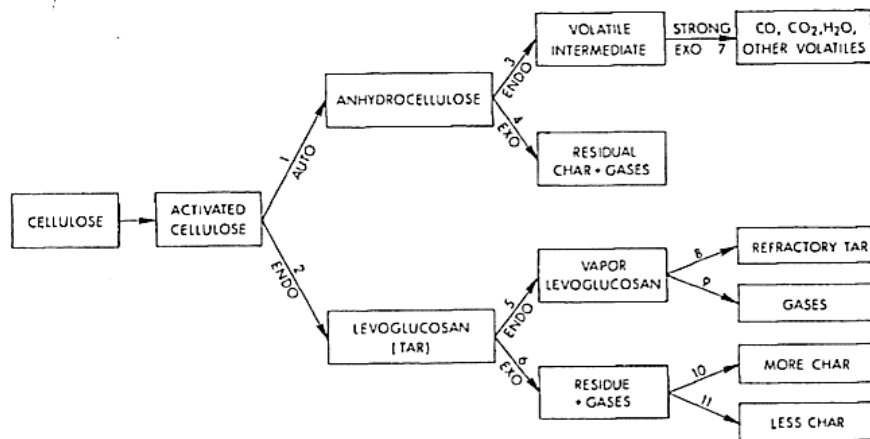 CELLULOSE
ACTIVATED
CELLULOSE
1
AUTO
2
ENDO
ANHYDROCELLULOSE
LEVOGLUCOSAN
[TAR]
3
ENDO
4
EXO
5
ENDO
6
EXO
VOLATILE
INTERMEDIATE
RESIDUAL
CHAR + GASES
VAPOR
LEVOGLUCOSAN
RESIDUE
+ GASES
STRONG
EXO 7
8
9
10
11
CO, CO2,H2O,
OTHER VOLATILES
REFRACTORY TAR
GASES
MORE CHAR
LESS CHAR